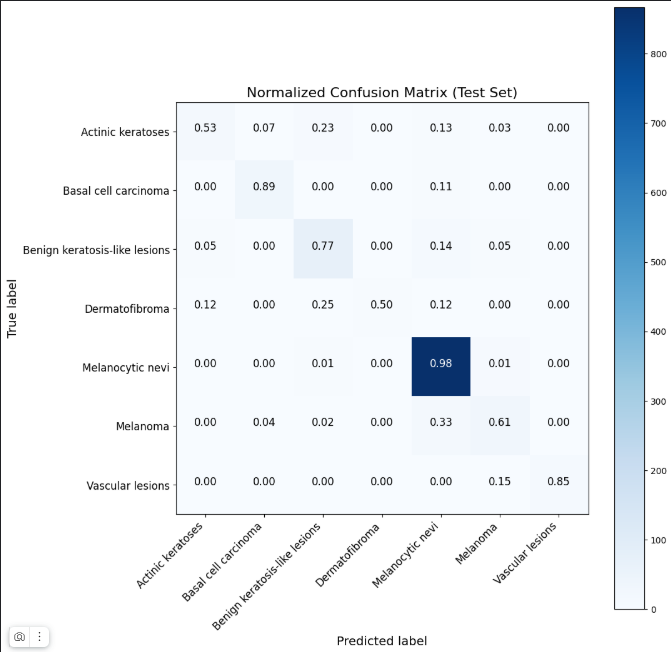 Normalized Confusion Matrix (Test Set)
True label
Actinic keratoses 0.53 0.07 0.23 0.00 0.13 0.03 0.00
Basal cell carcinoma 0.00 0.89 0.00 0.00 0.11 0.00 0.00
Benign keratosis-like lesions 0.05 0.00 0.77 0.00 0.14 0.05 0.00
Dermatofibroma 0.12 0.00 0.25 0.50 0.12 0.00 0.00
Melanocytic nevi 0.00 0.00 0.01 0.00 0.98 0.01 0.00
Melanoma 0.00 0.04 0.02 0.00 0.33 0.61 0.00
Vascular lesions 0.00 0.00 0.00 0.00 0.00 0.15 0.85
Actinic keratoses
Basal cell carcinoma
Benign keratosis-like lesions
Dermatofibroma
Melanocytic nevi
Melanoma
Vascular lesions
Predicted label
800
700
600
500
400
300
200
100
0